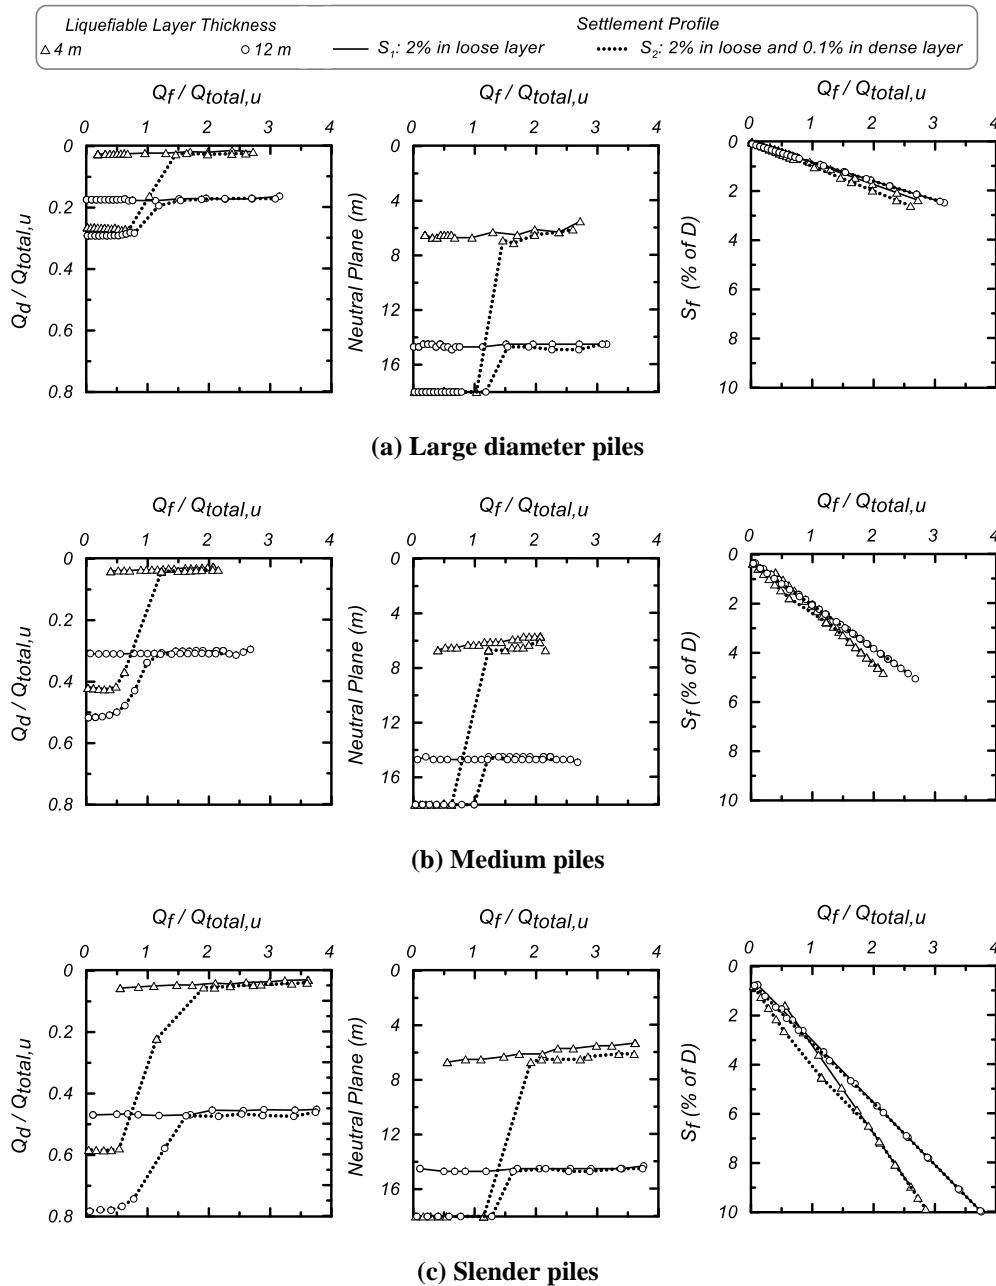 Liquefiable Layer Thickness Settlement Profile
4 m 12 m S1: 2% in loose layer S2: 2% in loose and 0.1% in dense layer
Qf / Qtotal,u Qf / Qtotal,u Qf / Qtotal,u
0 1 2 3 4 0 1 2 3 4 0 1 2 3 4
Qd / Qtotal,u
0
0.2
0.4
0.6
0.8
Neutral Plane (m)
4
8
12
16
Sf (% of D)
0
2
4
6
8
10
(a) Large diameter piles
Qf / Qtotal,u Qf / Qtotal,u Qf / Qtotal,u
0 1 2 3 4 0 1 2 3 4 0 1 2 3 4
Qd / Qtotal,u
0
0.2
0.4
0.6
0.8
Neutral Plane (m)
4
8
12
16
Sf (% of D)
0
2
4
6
8
10
(b) Medium piles
Qf / Qtotal,u Qf / Qtotal,u Qf / Qtotal,u
0 1 2 3 4 0 1 2 3 4 0 1 2 3 4
Qd / Qtotal,u
0
0.2
0.4
0.6
0.8
Neutral Plane (m)
4
8
12
16
Sf (% of D)
0
2
4
6
8
10
(c) Slender piles